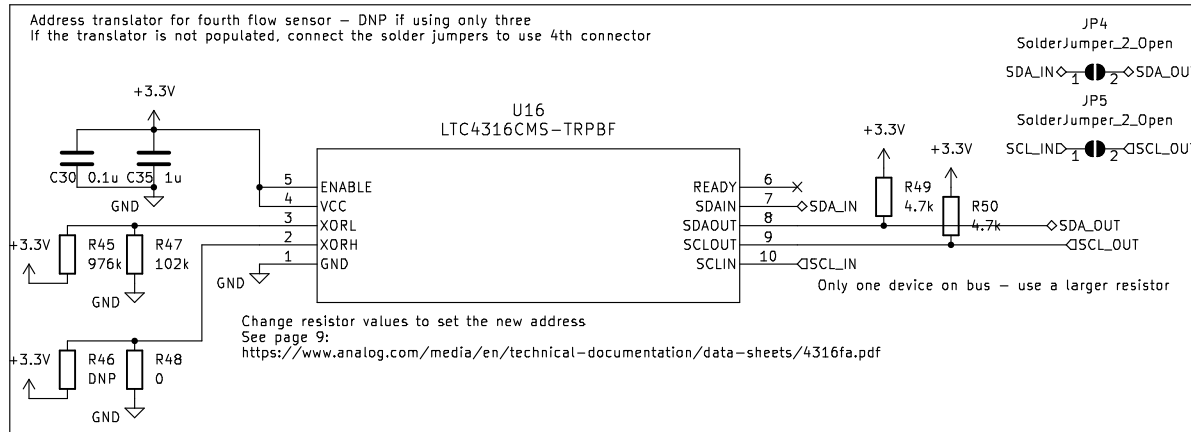 Address translator for fourth flow sensor – DNP if using only three
If the translator is not populated, connect the solder jumpers to use 4th connector
JP4
SolderJumper_2_Open
SDA_IN 1 2 SDA_OU
JP5
SolderJumper_2_Open
SCL_IN 1 2 SCL_OU
+3.3V
C30 0.1u C35 1u
GND
U16
LTC4316CMS-TRPBF
5 ENABLE
4 VCC
3 XORL
2 XORH
1 GND
READY 6
SDAIN 7 SDA_IN
SDAOUT 8 SDA_OUT
SCLOUT 9 SCL_OUT
SCLIN 10 SCL_IN
+3.3V
R49
4.7k
+3.3V
R50
4.7k
Only one device on bus – use a larger resistor
+3.3V
R45
976k
R47
102k
GND
GND
Change resistor values to set the new address
See page 9:
https://www.analog.com/media/en/technical-documentation/data-sheets/4316fa.pdf
+3.3V
R46
DNP
R48
0
GND